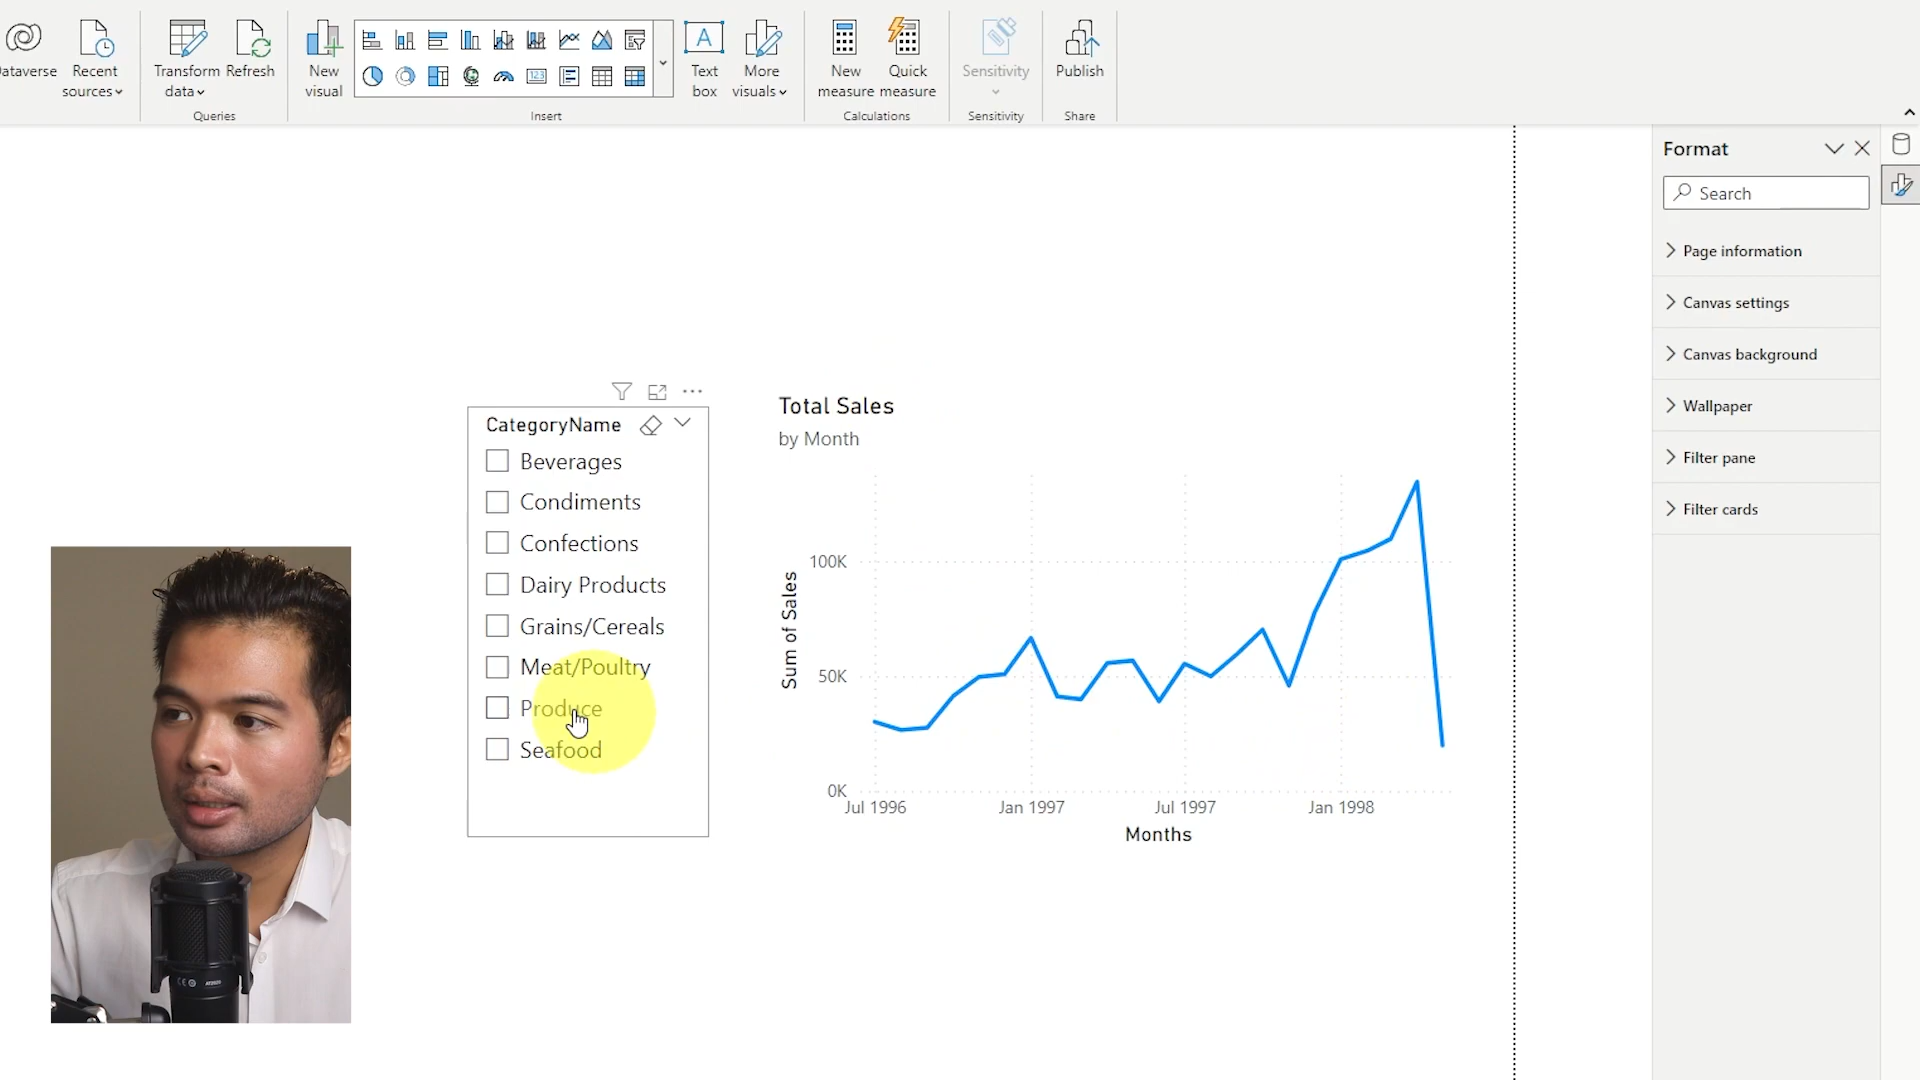 ataverse
Recent
sources
Transform
data
Refresh
Queries
New
visual
123
Insert
A
Text
box
More
visuals
New
measure
Quick
measure
Calculations
Sensitivity
Sensitivity
Publish
Share
Format
Search
Page information
Canvas settings
Canvas background
Wallpaper
Filter pane
Filter cards
CategoryName
Beverages
Condiments
Confections
Dairy Products
Grains/Cereals
Meat/Poultry
Produce
Seafood
Total Sales
by Month
Sum of Sales
100K
50K
0K
Jul 1996
Jan 1997
Jul 1997
Jan 1998
Months